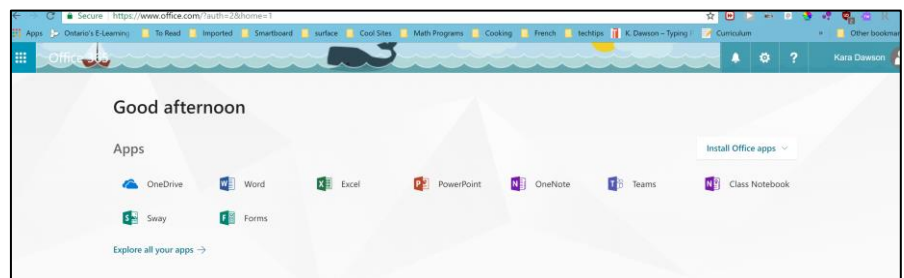 Secure | https://www.office.com/?auth=2&home=1
Apps Ontario's E-Learning To Read Imported Smartboard surface Cool Sites Math Programs Cooking French techtips K. Dawson – Typing Curriculum » Other bookmar
Office 365 ? Kara Dawson
Good afternoon
Apps Install Office apps
OneDrive Word Excel PowerPoint OneNote Teams Class Notebook
Sway Forms
Explore all your apps →